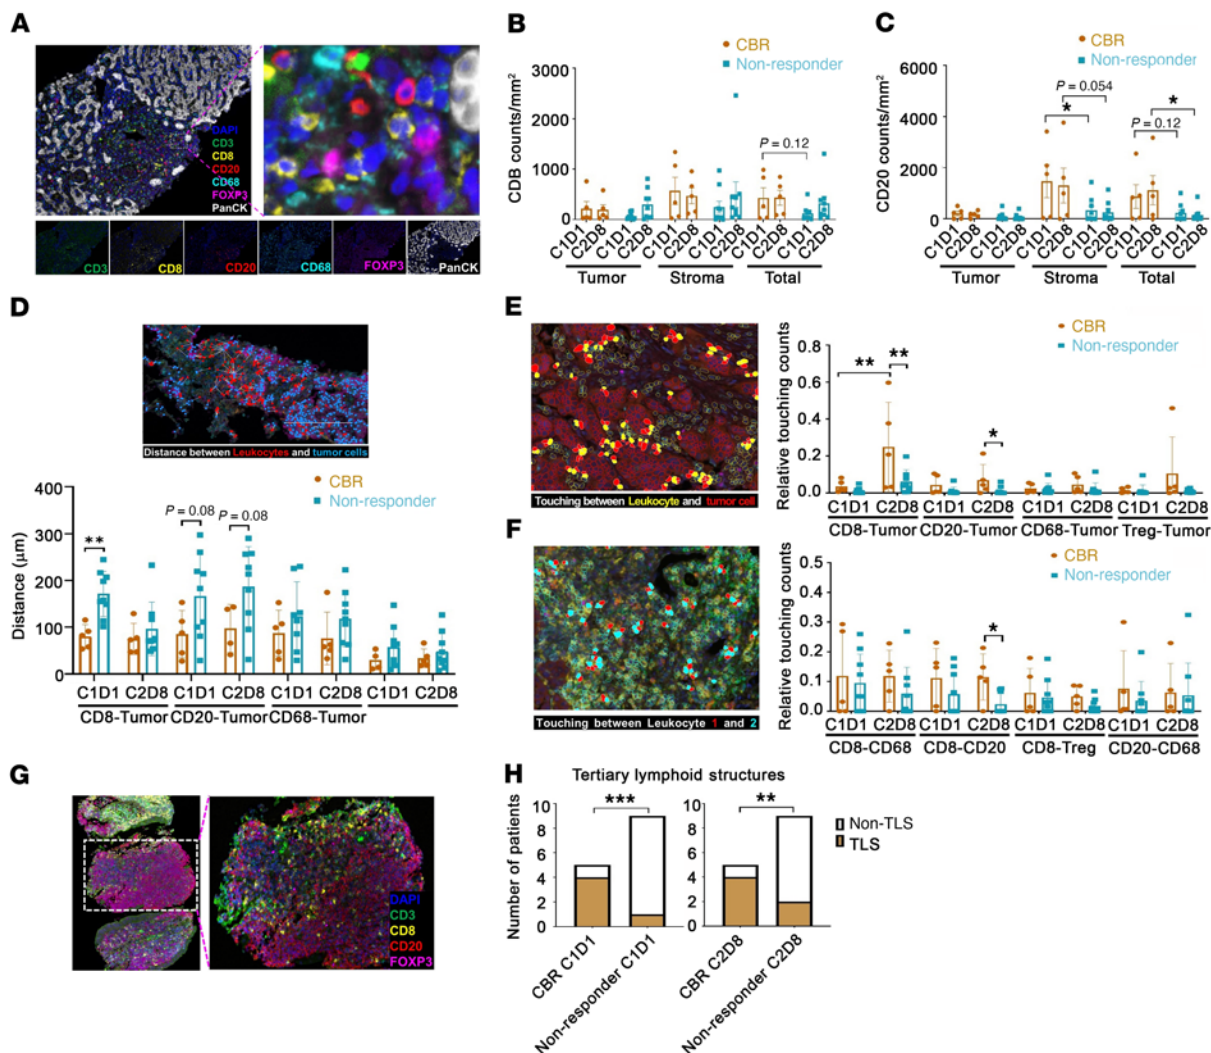 A
DAPI
CD3
CD8
CD20
CD68
FOXP3
PanCK
CD3
CD8
CD20
CD68
FOXP3
PanCK
B
CBR
Non-responder
CDB counts/mm²
3000
2000
1000
0
P = 0.12
C1D1
C2D8
C1D1
C2D8
C1D1
C2D8
C1D1
C2D8
C1D1
C2D8
C1D1
C2D8
Tumor
Stroma
Total
C
CBR
Non-responder
CD20 counts/mm²
6000
4000
2000
0
P = 0.054
*
*
P = 0.12
C1D1
C2D8
C1D1
C2D8
C1D1
C2D8
C1D1
C2D8
C1D1
C2D8
C1D1
C2D8
Tumor
Stroma
Total
D
Distance between Leukocytes and tumor cells
CBR
Non-responder
Distance (μm)
400
300
200
100
0
**
P = 0.08
P = 0.08
C1D1
C2D8
C1D1
C2D8
C1D1
C2D8
C1D1
C2D8
CD8-Tumor
CD20-Tumor
CD68-Tumor
E
Touching between Leukocyte and tumor cell
CBR
Non-responder
Relative touching counts
0.8
0.6
0.4
0.2
0.0
**
**
*
C1D1
C2D8
C1D1
C2D8
C1D1
C2D8
C1D1
C2D8
CD8-Tumor
CD20-Tumor
CD68-Tumor
Treg-Tumor
F
Touching between Leukocyte 1 and 2
CBR
Non-responder
Relative touching counts
0.5
0.4
0.3
0.2
0.1
0.0
*
C1D1
C2D8
C1D1
C2D8
C1D1
C2D8
C1D1
C2D8
CD8-CD68
CD8-CD20
CD8-Treg
CD20-CD68
G
DAPI
CD3
CD8
CD20
FOXP3
H
Tertiary lymphoid structures
Number of patients
10
8
6
4
2
0
***
CBR C1D1
Non-responder C1D1
10
8
6
4
2
0
**
CBR C2D8
Non-responder C2D8
Non-TLS
TLS